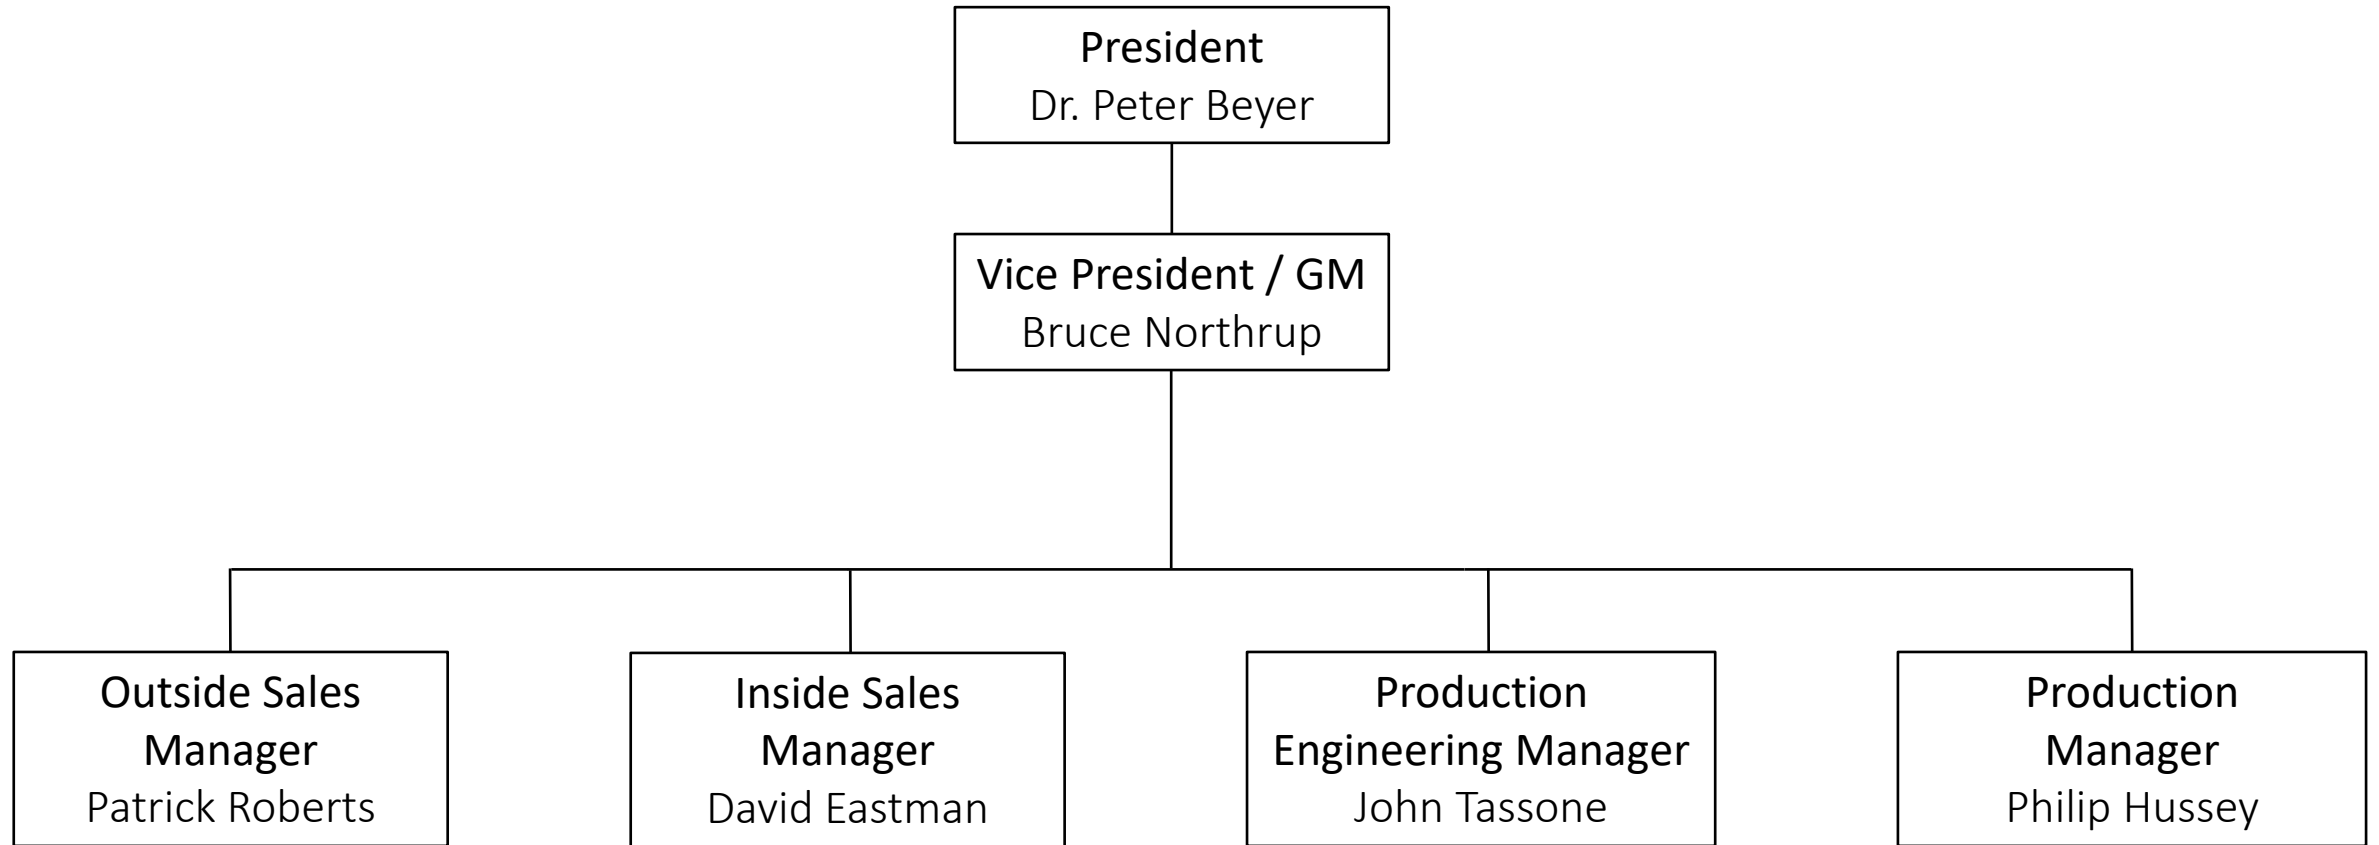 President
Dr. Peter Beyer
Vice President / GM
Bruce Northrup
Outside Sales
Manager
Patrick Roberts
Inside Sales
Manager
David Eastman
Production
Engineering Manager
John Tassone
Production
Manager
Philip Hussey